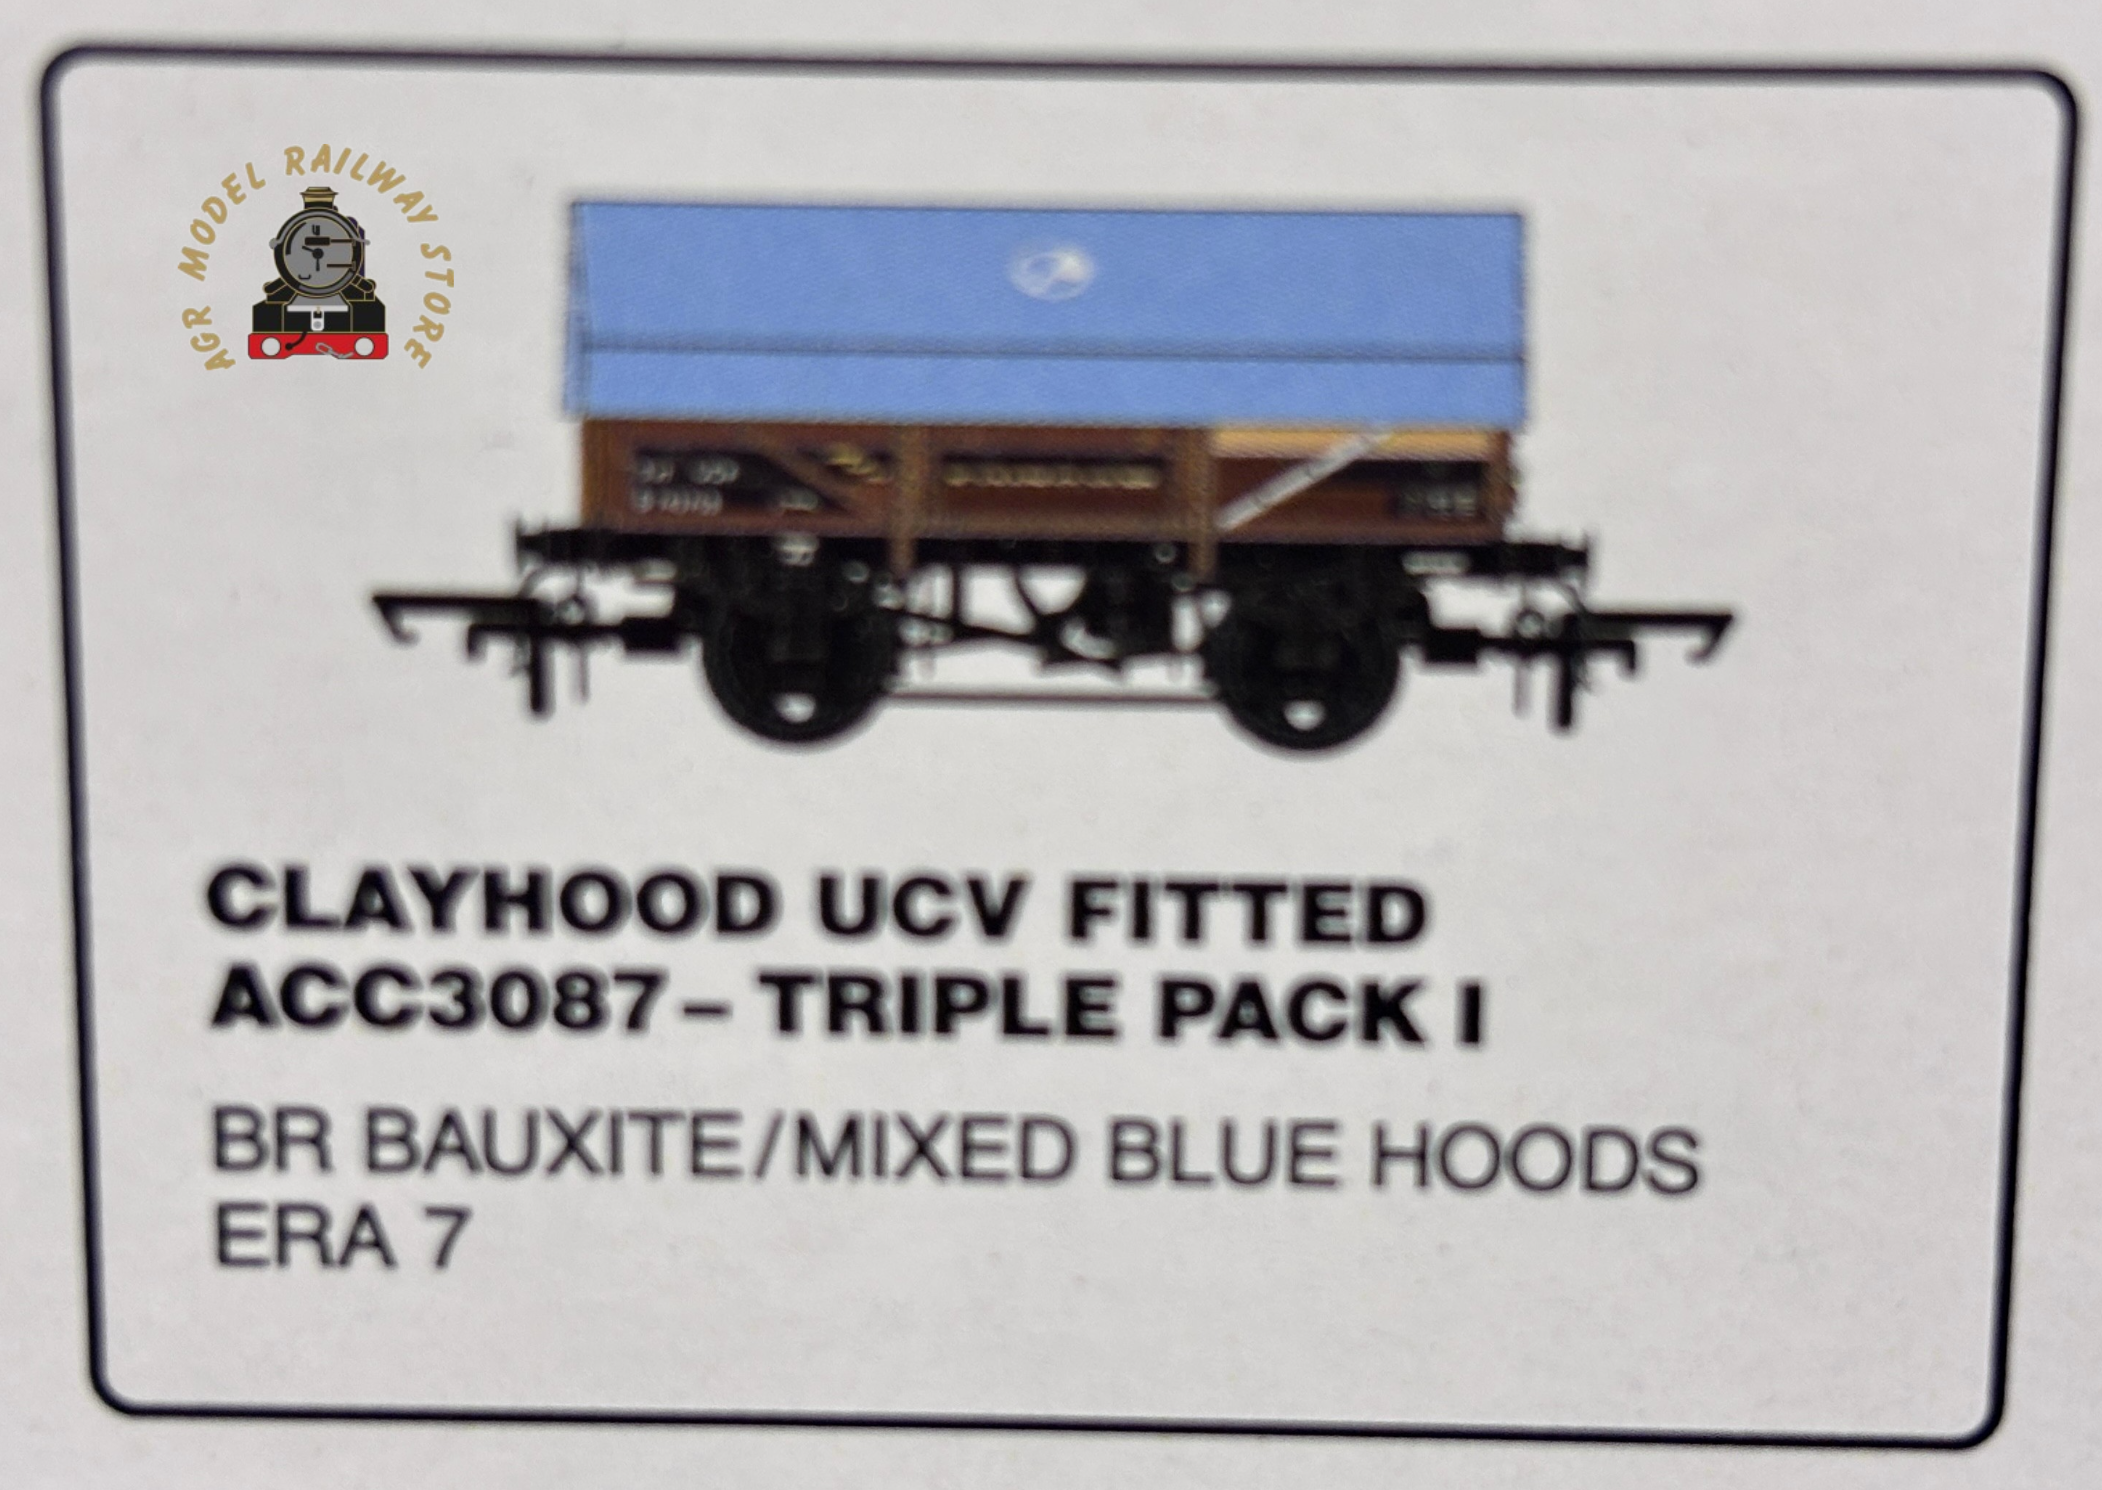 AGR MODEL RAILWAY STORE
CLAYHOOD UCV FITTED
ACC3087 – TRIPLE PACK I
BR BAUXITE/MIXED BLUE HOODS
ERA 7